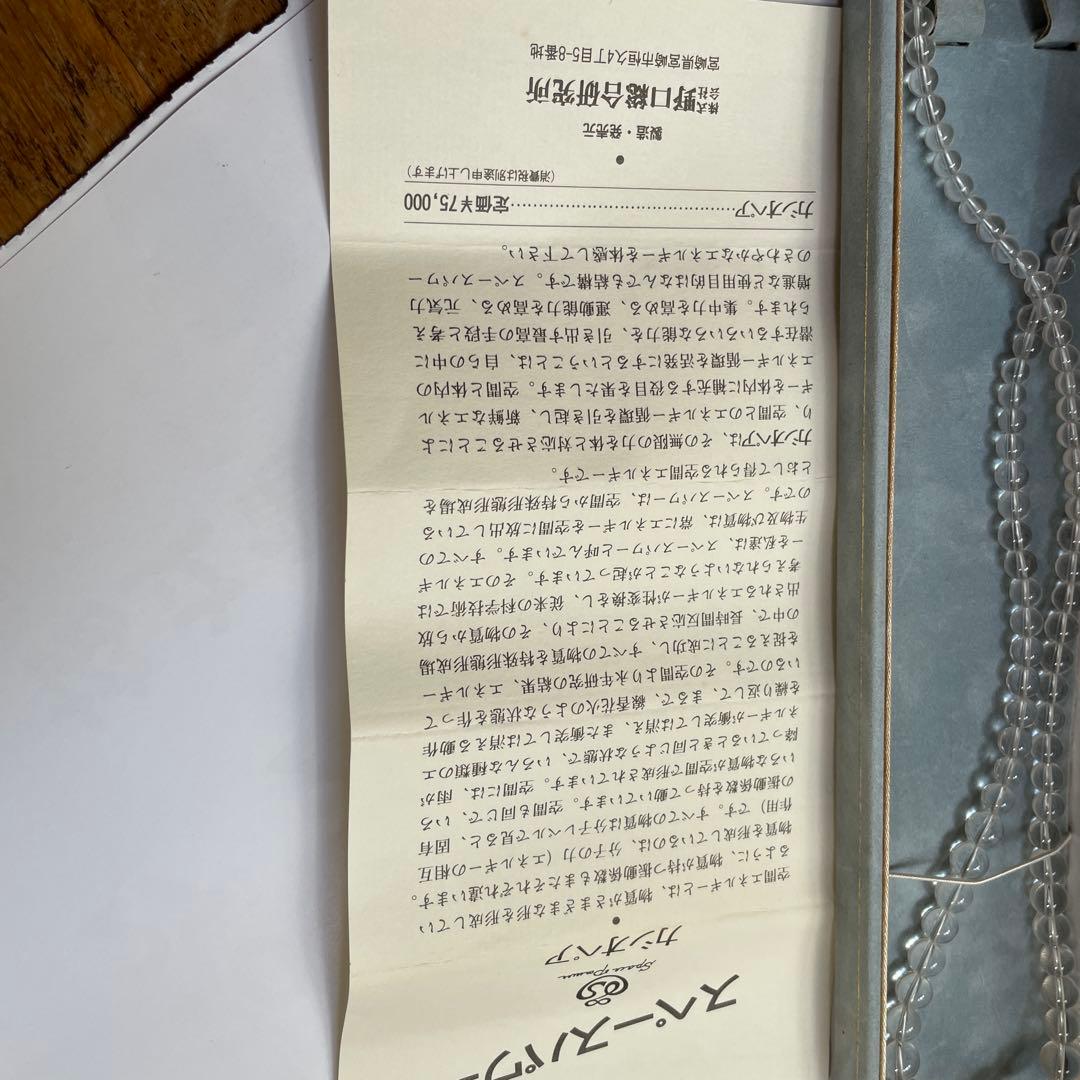 スペースパワー
Space Power
カシオペア
●
空間エネルギーとは、物質がさまざまな形を形成してい
るように、物質が持つ振動係数もまたそれぞれ違います。
物質を形成しているのは、分子の力（エネルギーの相互
作用）です。すべての物質は分子レベルで見ると、固有
の振動係数を持って動いています。空間も同じで、いろ
いろな物質が空間で形成されています。空間には、雨が
降っているときと同じような状態で、いろんな種類のエ
ネルギーが衝突しては消え、また衝突しては消える動作
を繰り返して、まるで、線香花火のような状態を作って
いるのです。その空間より永年研究の結果、エネルギー
を捉えることに成功し、すべての物質を特殊形態形成場
の中で、長時間反応させることにより、その物質から放
出されるエネルギーが性変換をし、従来の科学技術では
考えられないようなことが起っています。そのエネルギ
ーを私達は、スペースパワーと呼んでいます。すべての
生物及び物質は、常にエネルギーを空間に放出している
のです。スペースパワーは、空間から特殊形態形成場を
とおして得られる空間エネルギーです。
カシオペアは、その無限の力を体と対応させることによ
り、空間とのエネルギー循環を引き起し、新鮮なエネル
ギーを体内に補充する役目を果たします。空間と体内の
エネルギー循環を活発にするということは、自らの中に
潜在するいろいろな能力を、引き出す最高の手段と考え
られます。集中力を高める、運動能力を高める、元気力
増進など使用目的はなんでも結構です。スペースパワー
のさわやかなエネルギーを体感して下さい。
カシオペア……………………………………定価¥75,000
（消費税は別途申し上げます）
●
製造・発売元
株式会社 野口総合研究所
宮崎県宮崎市恒久4丁目5-8番地